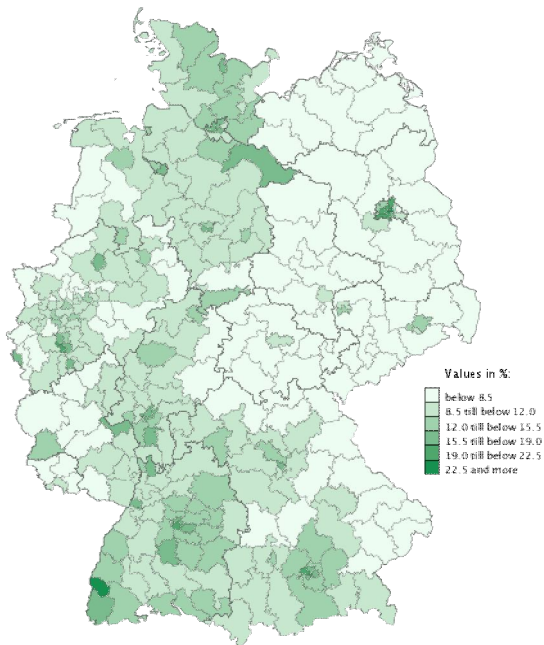 Values in %:
below 8.5
8.5 till below 12.0
12.0 till below 15.5
15.5 till below 19.0
19.0 till below 22.5
22.5 and more